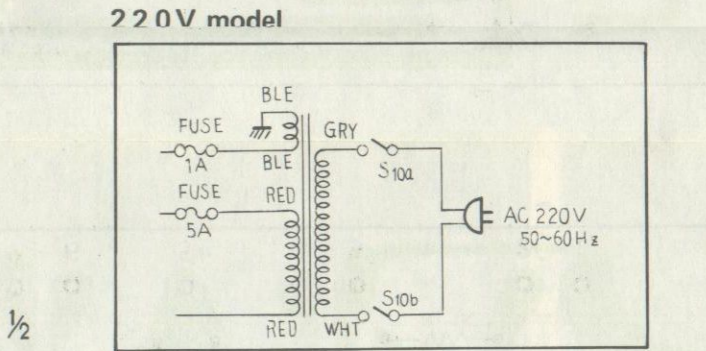 220V model
BLE
FUSE
GRY
1A
BLE
S10a
FUSE
RED
5A
AC 220V
50~60Hz
S10b
RED
WHT
½